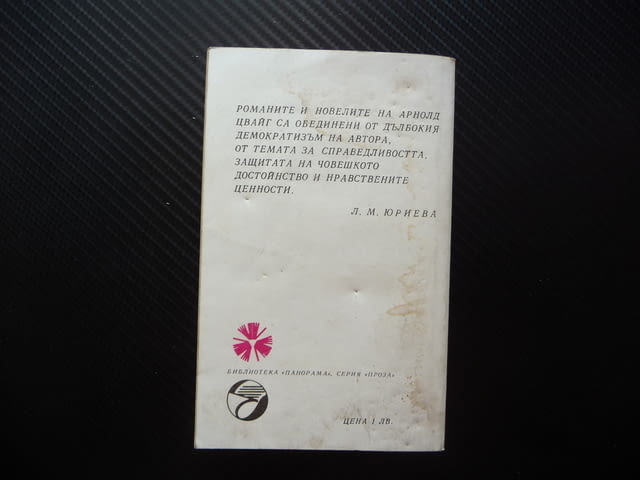 РОМАНИТЕ И НОВЕЛИТЕ НА АРНОЛД
ЦВАЙГ СА ОБЕДИНЕНИ ОТ ДЪЛБОКИЯ
ДЕМОКРАТИЗЪМ НА АВТОРА,
ОТ ТЕМАТА ЗА СПРАВЕДЛИВОСТТА,
ЗАЩИТАТА НА ЧОВЕШКОТО
ДОСТОЙНСТВО И НРАВСТВЕНИТЕ
ЦЕННОСТИ.
Л. М. ЮРИЕВА
БИБЛИОТЕКА «ПАНОРАМА», СЕРИЯ «ПРОЗА»
ЦЕНА 1 ЛВ.